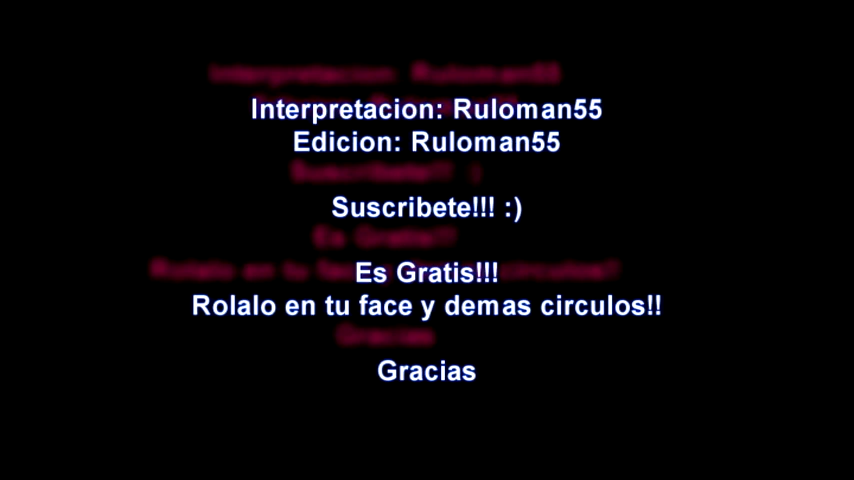 Interpretacion: Ruloman55
Edicion: Ruloman55
Suscribete!!! :)
Es Gratis!!!
Rolalo en tu face y demas circulos!!
Gracias